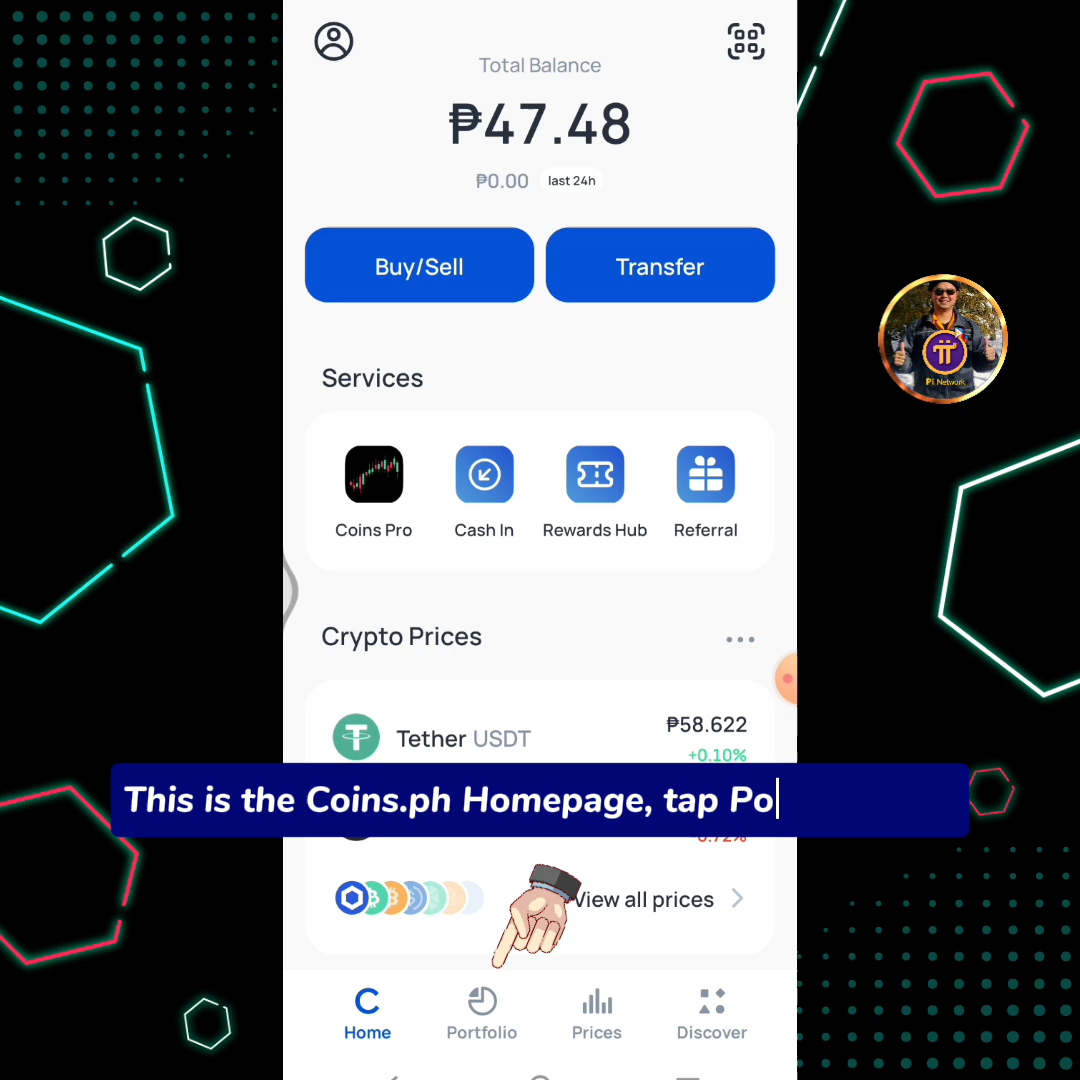 Total Balance
₱47.48
₱0.00 last 24h
Buy/Sell Transfer
Services
Coins Pro Cash In Rewards Hub Referral
Crypto Prices
Tether USDT ₱58.622
+0.10%
This is the Coins.ph Homepage, tap Po
View all prices
Home Portfolio Prices Discover
Pi Network